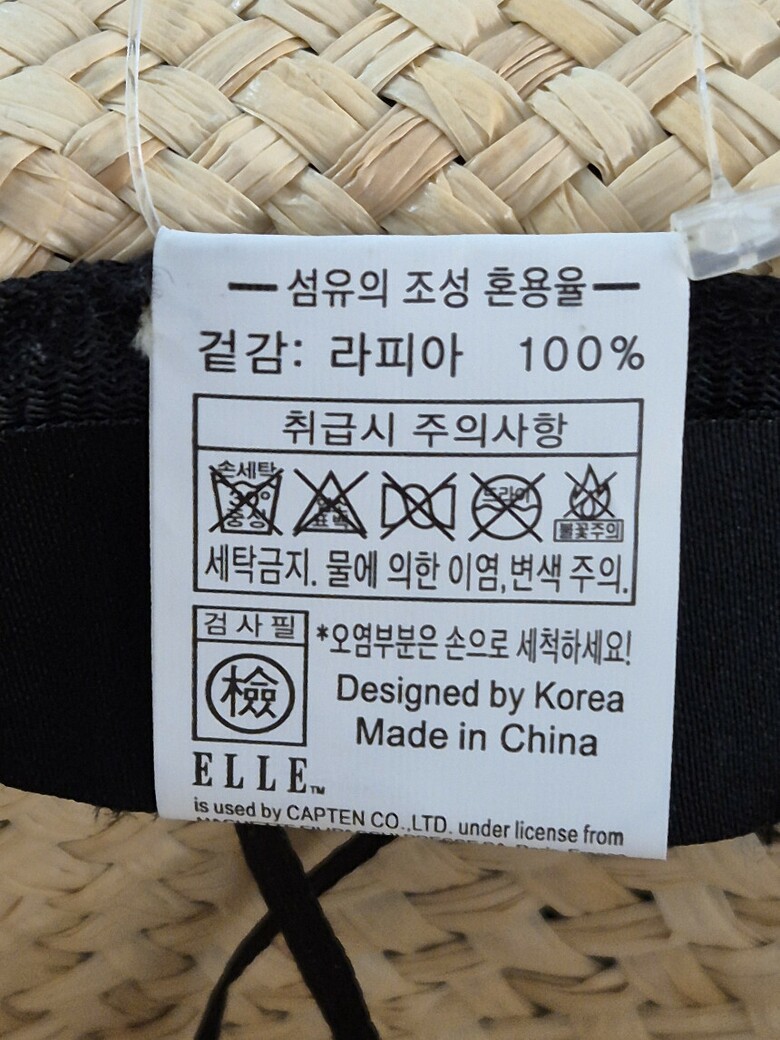 섬유의 조성 혼용율
겉감: 라피아 100%
취급시 주의사항
손세탁
30°
중성
표백
드라이
불꽃주의
세탁금지. 물에 의한 이염,변색 주의.
검사필
檢
*오염부분은 손으로 세척하세요!
Designed by Korea
Made in China
ELLE™
is used by CAPTEN CO.,LTD. under license from